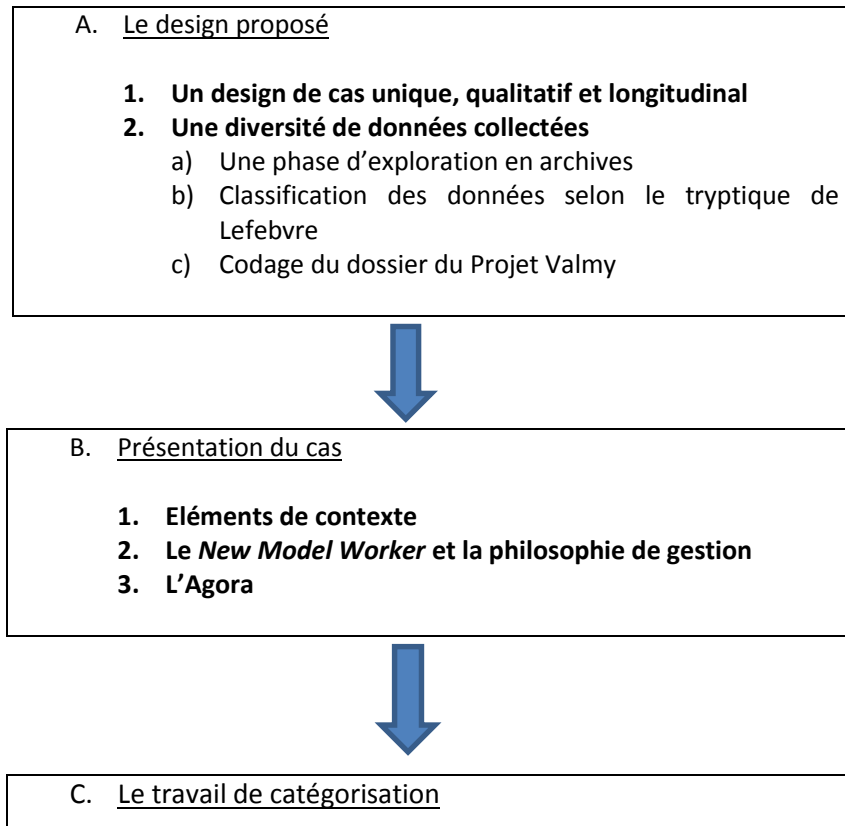 A. Le design proposé
1. Un design de cas unique, qualitatif et longitudinal
2. Une diversité de données collectées
a) Une phase d'exploration en archives
b) Classification des données selon le tryptique de
Lefebvre
c) Codage du dossier du Projet Valmy
B. Présentation du cas
1. Eléments de contexte
2. Le New Model Worker et la philosophie de gestion
3. L'Agora
C. Le travail de catégorisation